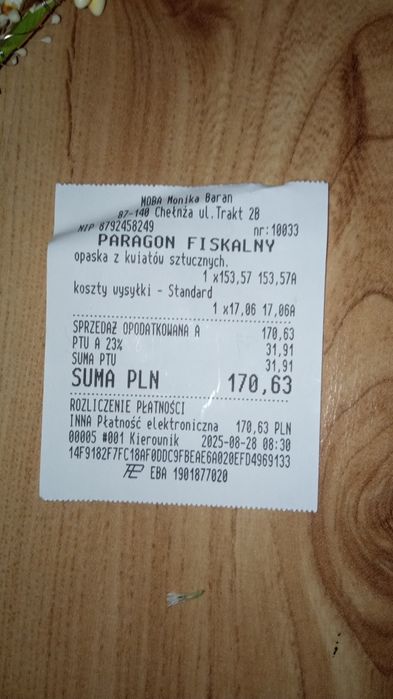 MOBA Monika Baran
87-140 Chełmża ul.Trakt 2B
NIP 8792458249 nr:10033
PARAGON FISKALNY
opaska z kwiatów sztucznych.
1 x153,57 153,57A
koszty wysyłki - Standard
1 x17,06 17,06A
SPRZEDAŻ OPODATKOWANA A 170,63
PTU A 23% 31,91
SUMA PTU 31,91
SUMA PLN 170,63
ROZLICZENIE PŁATNOŚCI
INNA Płatność elektroniczna 170,63 PLN
00005 #001 Kierownik 2025-08-28 08:30
14F9182F7FC18AF0DDC9FBEAE6A020EFD4969133
EBA 1901877020